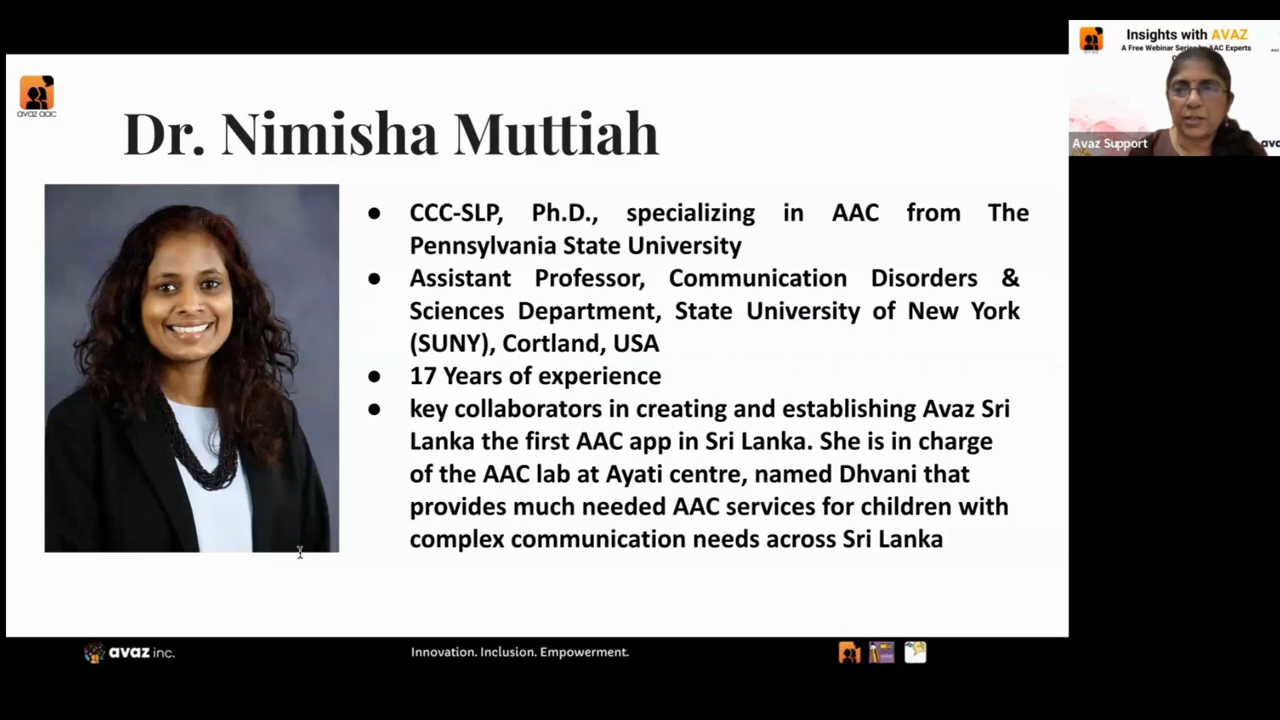 avaz aac
Dr. Nimisha Muttiah
● CCC-SLP, Ph.D., specializing in AAC from The
Pennsylvania State University
● Assistant Professor, Communication Disorders &
Sciences Department, State University of New York
(SUNY), Cortland, USA
● 17 Years of experience
● key collaborators in creating and establishing Avaz Sri
Lanka the first AAC app in Sri Lanka. She is in charge
of the AAC lab at Ayati centre, named Dhvani that
provides much needed AAC services for children with
complex communication needs across Sri Lanka
avaz inc.
Innovation. Inclusion. Empowerment.
Insights with AVAZ
A Free Webinar Series by AAC Experts
Avaz Support